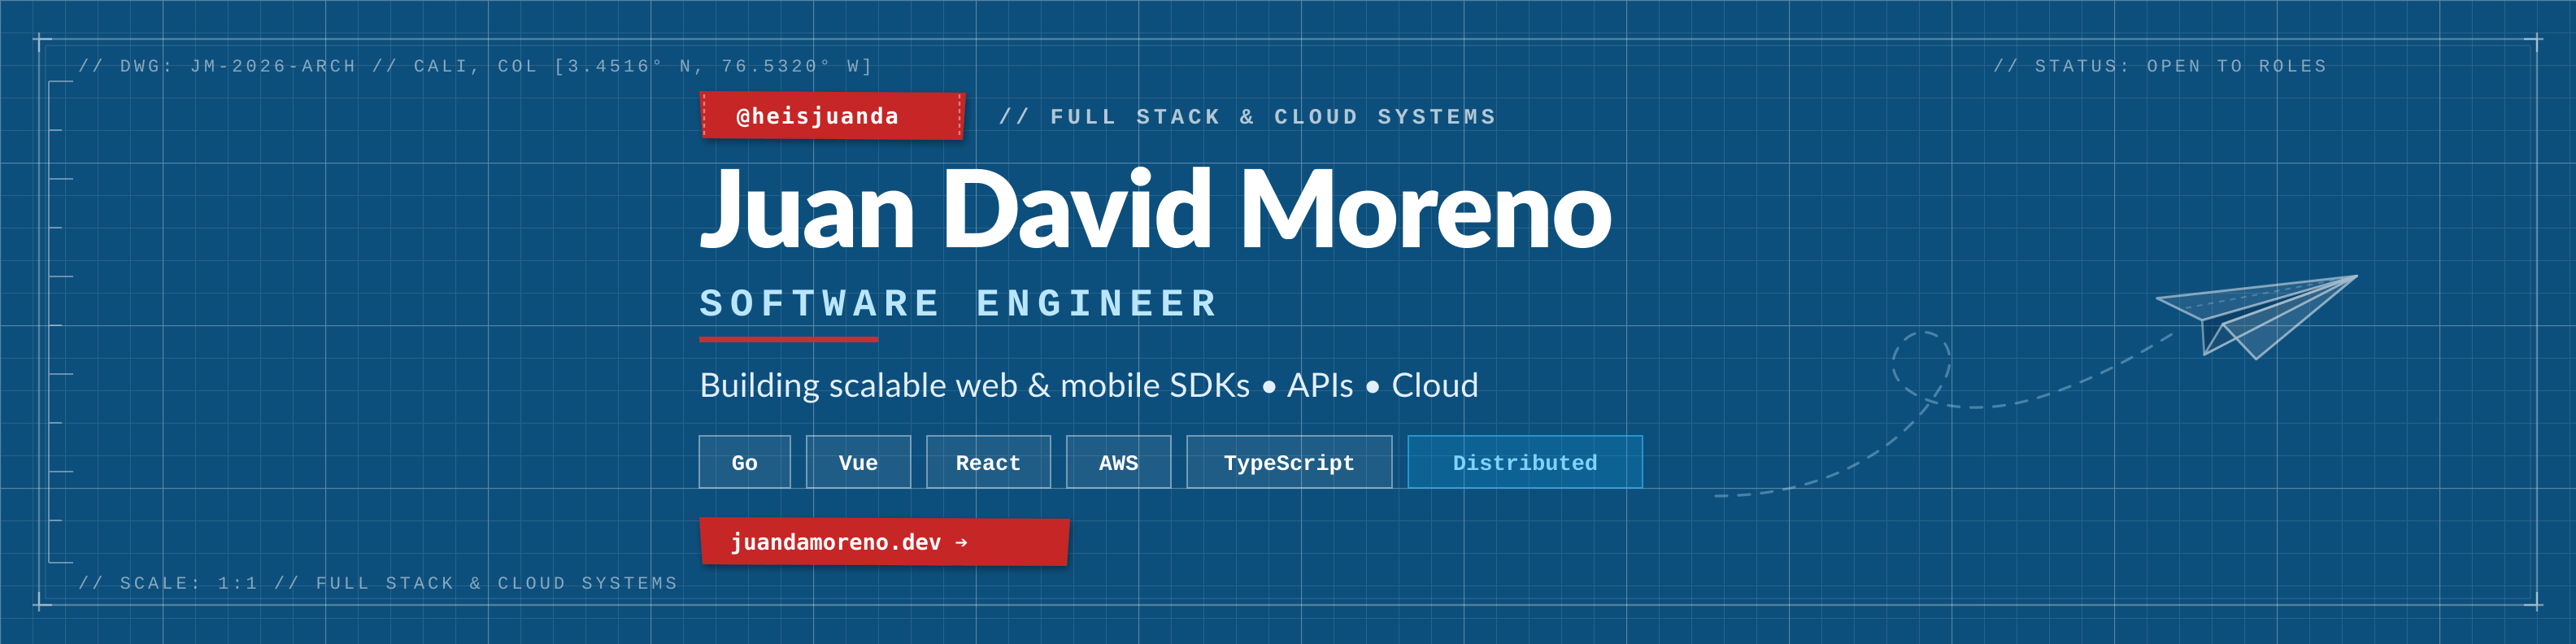 // DWG: JM-2026-ARCH // CALI, COL [3.4516° N, 76.5320° W]
// STATUS: OPEN TO ROLES
@heisjuanda
// FULL STACK & CLOUD SYSTEMS
Juan David Moreno
SOFTWARE ENGINEER
Building scalable web & mobile SDKs • APIs • Cloud
Go
Vue
React
AWS
TypeScript
Distributed
juandamoreno.dev →
// SCALE: 1:1 // FULL STACK & CLOUD SYSTEMS